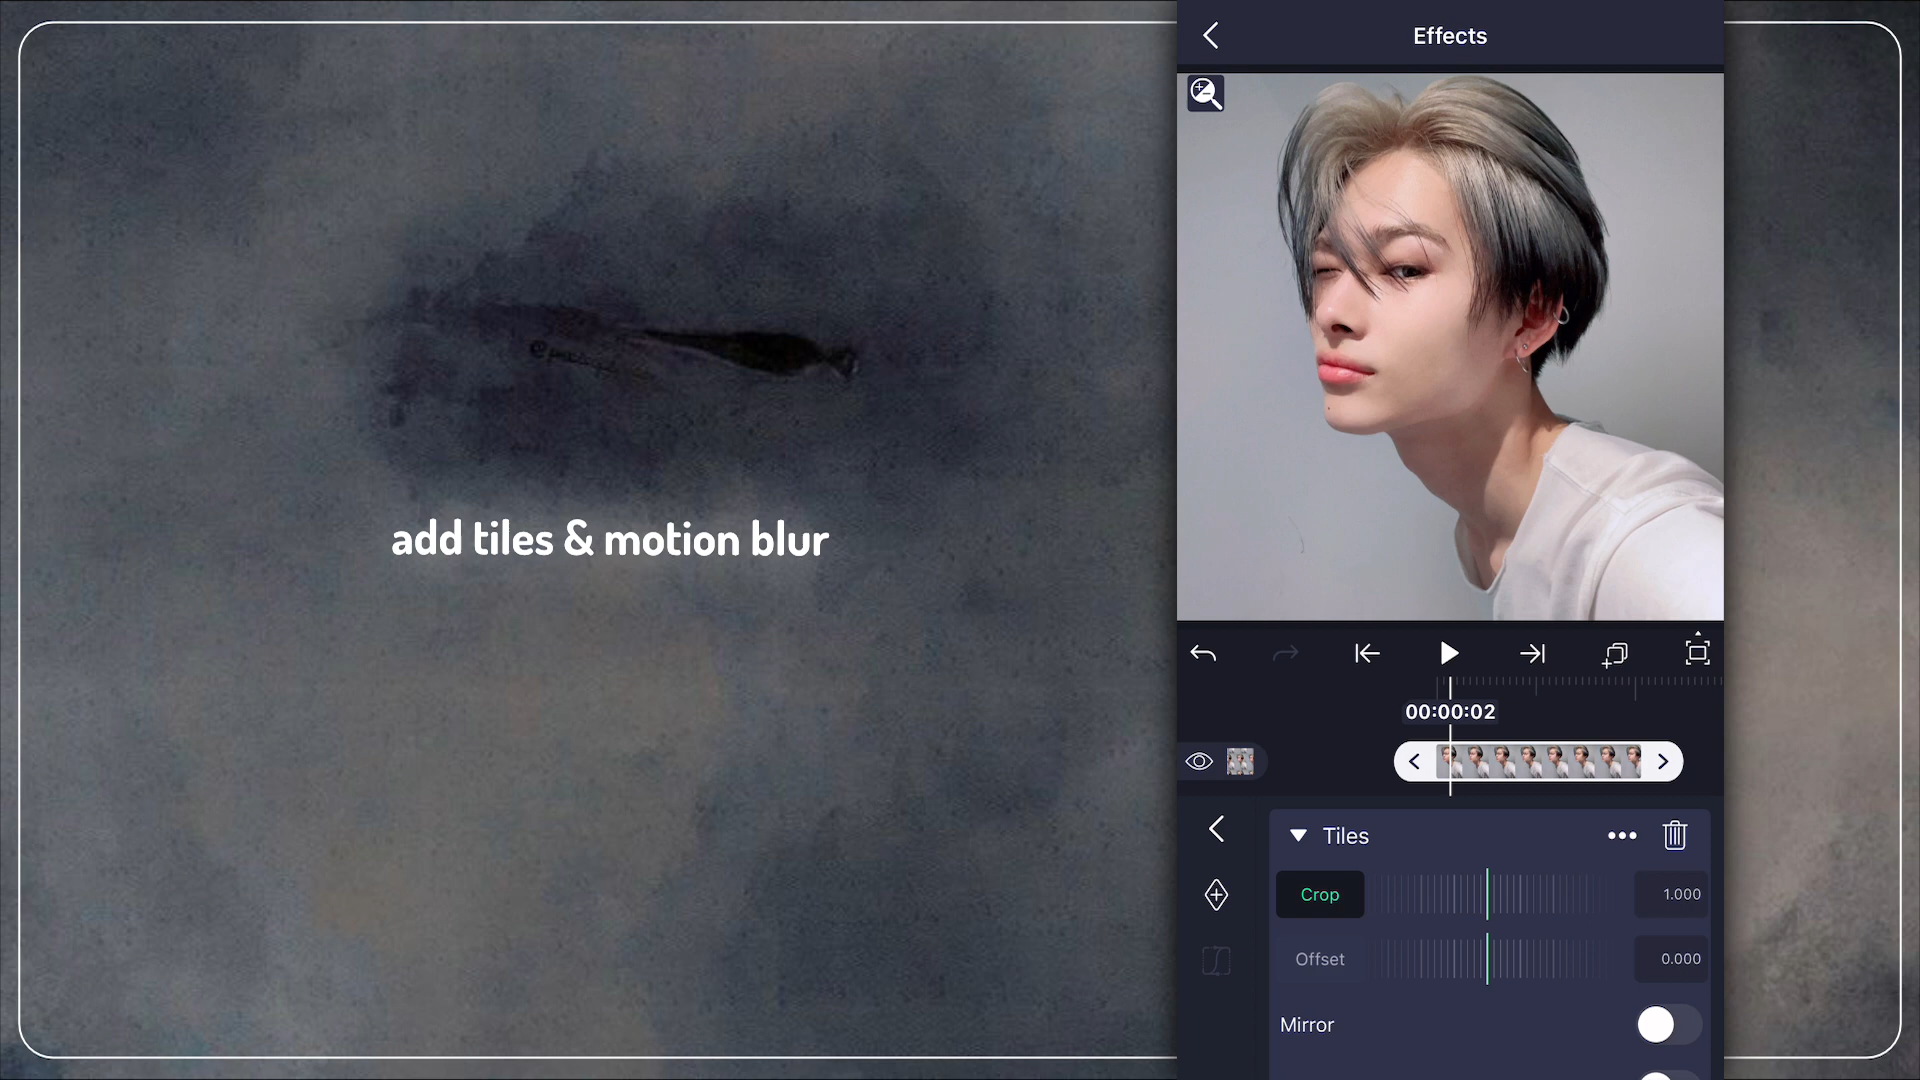 Effects
add tiles & motion blur
00:00:02
Tiles
Crop
1.000
Offset
0.000
Mirror